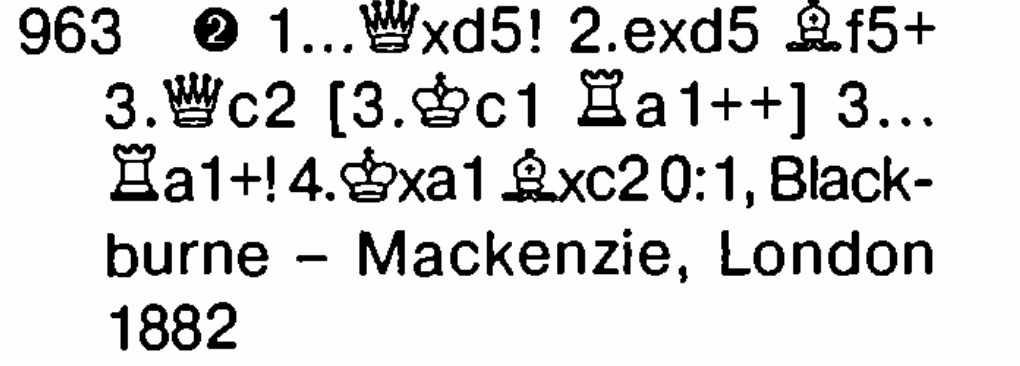 963 ❷ 1...♕xd5! 2.exd5 ♗f5+
3.♕c2 [3.♔c1 ♖a1++] 3...
♖a1+! 4.♔xa1 ♗xc2 0:1, Black-
burne – Mackenzie, London
1882